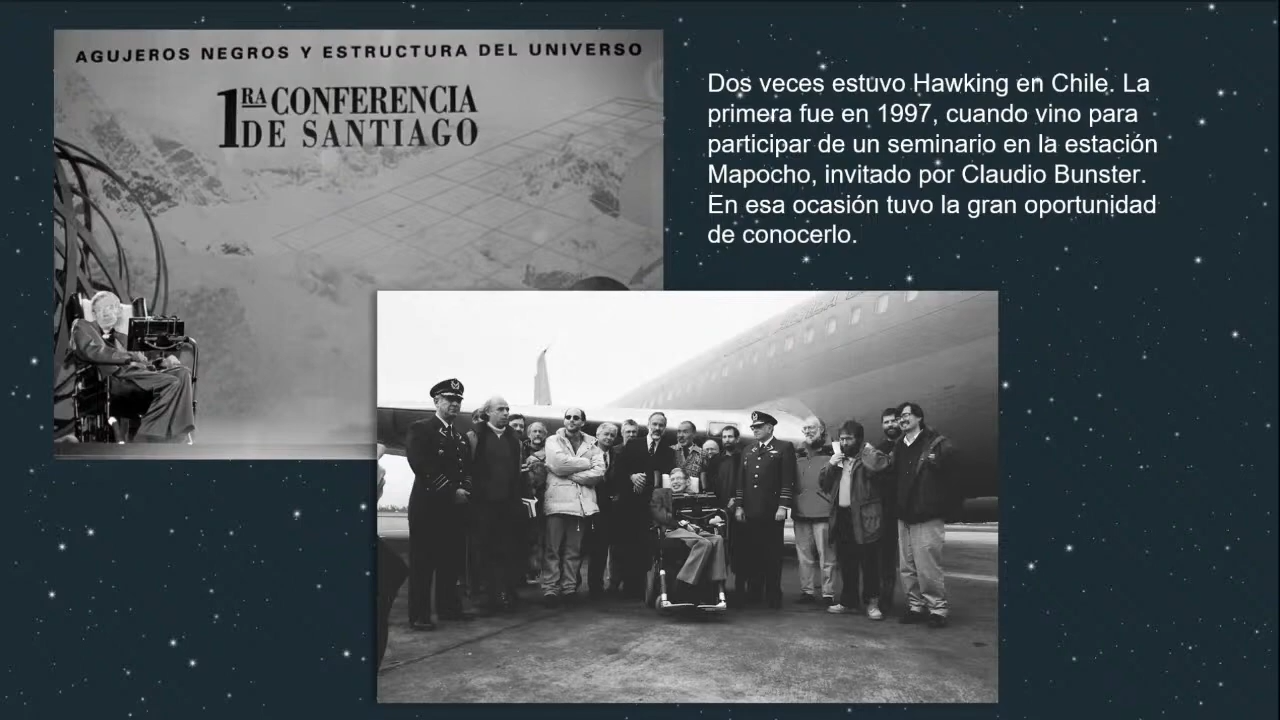 AGUJEROS NEGROS Y ESTRUCTURA DEL UNIVERSO
1RA CONFERENCIA
DE SANTIAGO
Dos veces estuvo Hawking en Chile. La
primera fue en 1997, cuando vino para
participar de un seminario en la estación
Mapocho, invitado por Claudio Bunster.
En esa ocasión tuvo la gran oportunidad
de conocerlo.